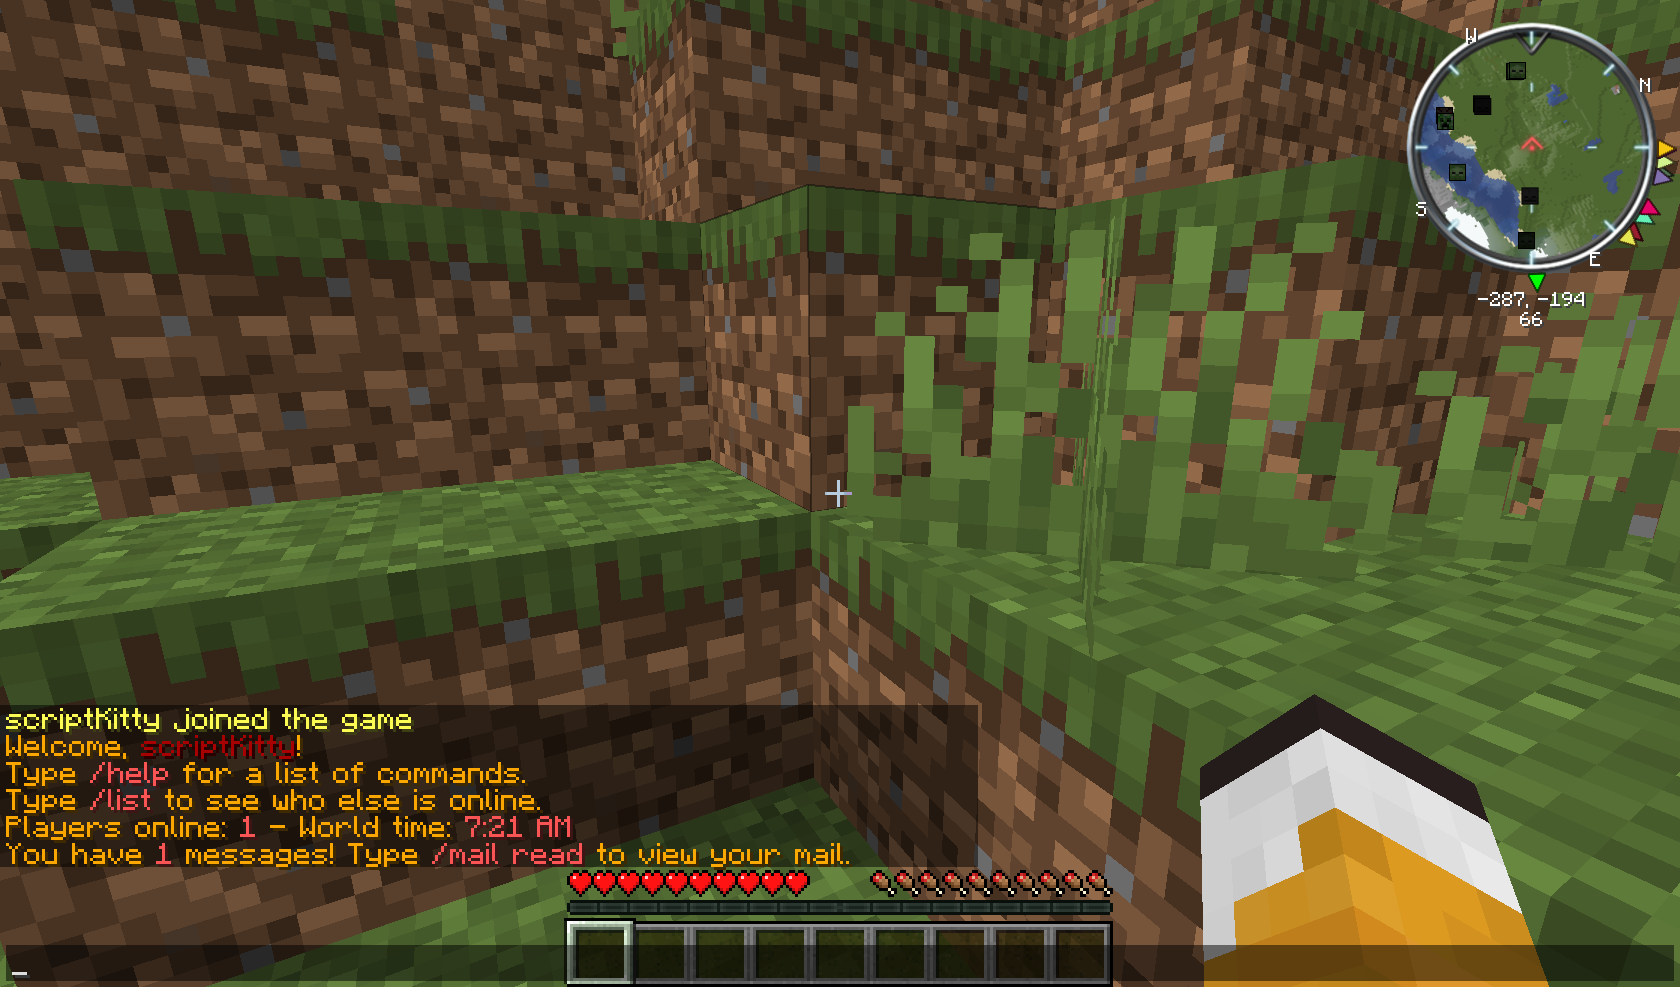 W
N
S
E
-287, -194
66
scriptKitty joined the game
Welcome, scriptKitty!
Type /help for a list of commands.
Type /list to see who else is online.
Players online: 1 - World time: 7:21 AM
You have 1 messages! Type /mail read to view your mail.
_